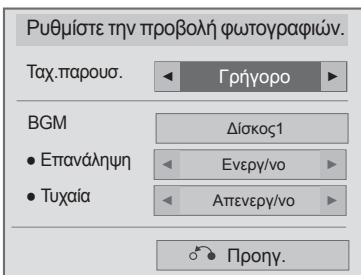 Ρυθμίστε την προβολή φωτογραφιών.
Ταχ.παρουσ. ◄ Γρήγορο ►
BGM Δίσκος1
● Επανάληψη ◄ Ενεργ/νο ►
● Τυχαία ◄ Απενεργ/νο ►
Προηγ.